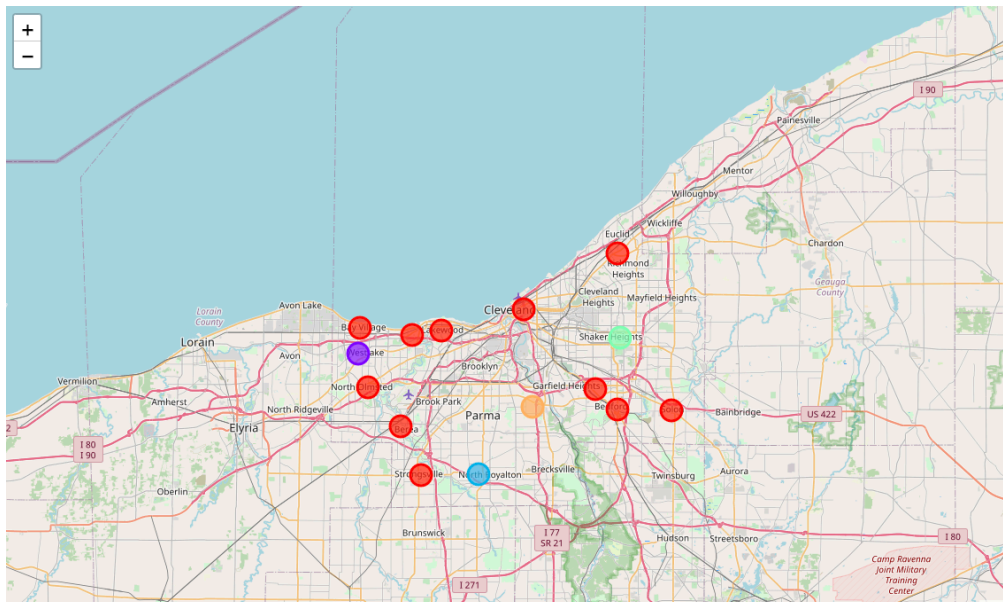 +
−
I 90
Painesville
Mentor
Willoughby
Wickliffe
Euclid
Chardon
Richmond
Heights
Geauga
County
Cleveland
Heights
Mayfield Heights
Lorain
County
Avon Lake
Cleveland
Bay Village
Lakewood
Shaker Heights
Lorain
Avon
Westlake
Brooklyn
Vermilion
North Olmsted
Garfield Heights
Amherst
Brook Park
North Ridgeville
Parma
Bedford
Solon
Bainbridge
US 422
2
Elyria
Berea
I 80
I 90
Strongsville
North Royalton
Brecksville
Twinsburg
Aurora
Oberlin
Brunswick
I 77
SR 21
Hudson
Streetsboro
I 80
I 271
Camp Ravenna
Joint Military
Training
Center